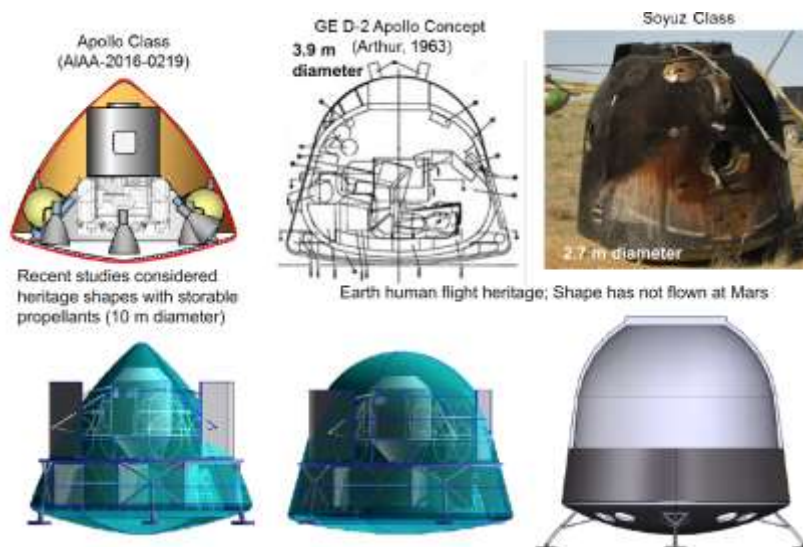 Apollo Class
(AIAA-2016-0219)
GE D-2 Apollo Concept
(Arthur, 1963)
3.9 m
diameter
Soyuz Class
2.7 m diameter
Recent studies considered
heritage shapes with storable
propellants (10 m diameter)
Earth human flight heritage; Shape has not flown at Mars